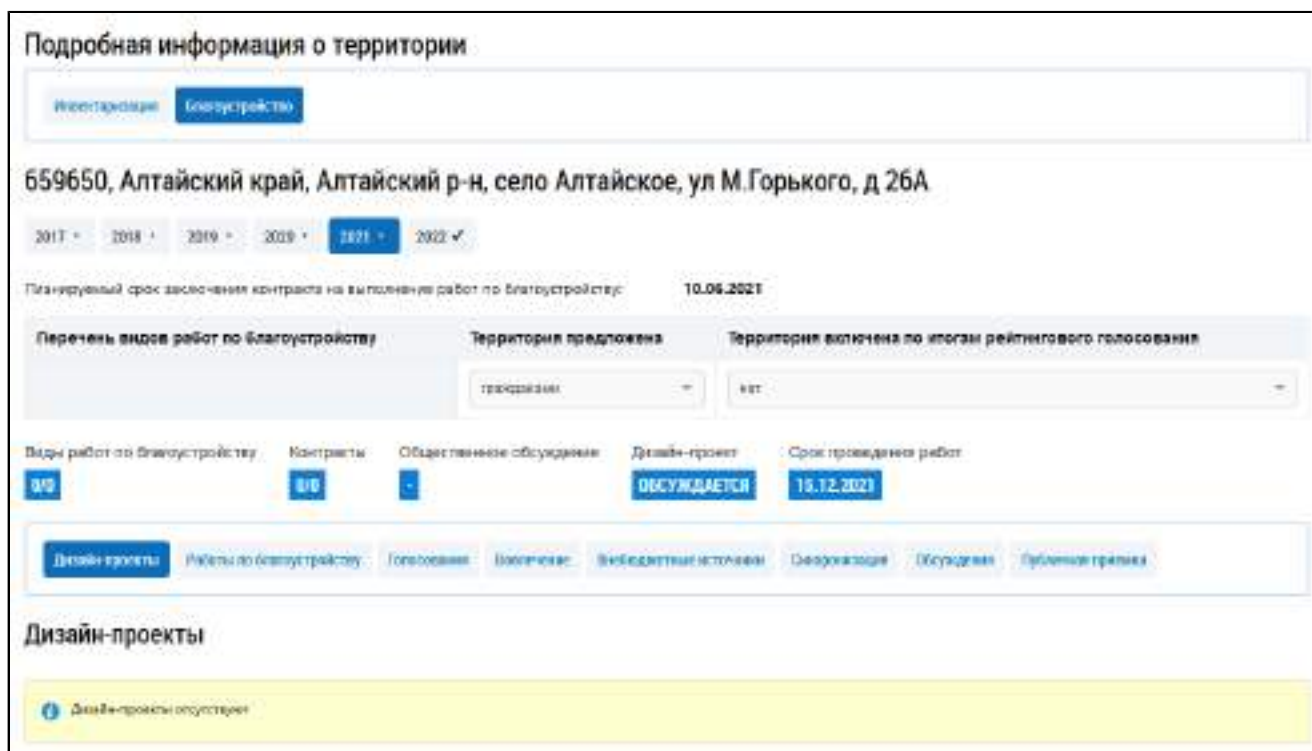 Подробная информация о территории
Инвентаризация Благоустройство
659650, Алтайский край, Алтайский р-н, село Алтайское, ул М.Горького, д 26А
2017 2018 2019 2020 2021 2022 ✔
Планируемый срок заключения контракта на выполнение работ по благоустройству: 10.06.2021
Перечень видов работ по благоустройству Территория предложена Территория включена по итогам рейтингового голосования
гражданами нет
Виды работ по благоустройству Контракты Общественное обсуждение Дизайн-проект Срок проведения работ
0/0 0/0 - ОБСУЖДАЕТСЯ 15.12.2021
Дизайн-проекты Работы по благоустройству Голосования Вовлечение Внебюджетные источники Синхронизация Обсуждения Публичная приемка
Дизайн-проекты
Дизайн-проекты отсутствуют